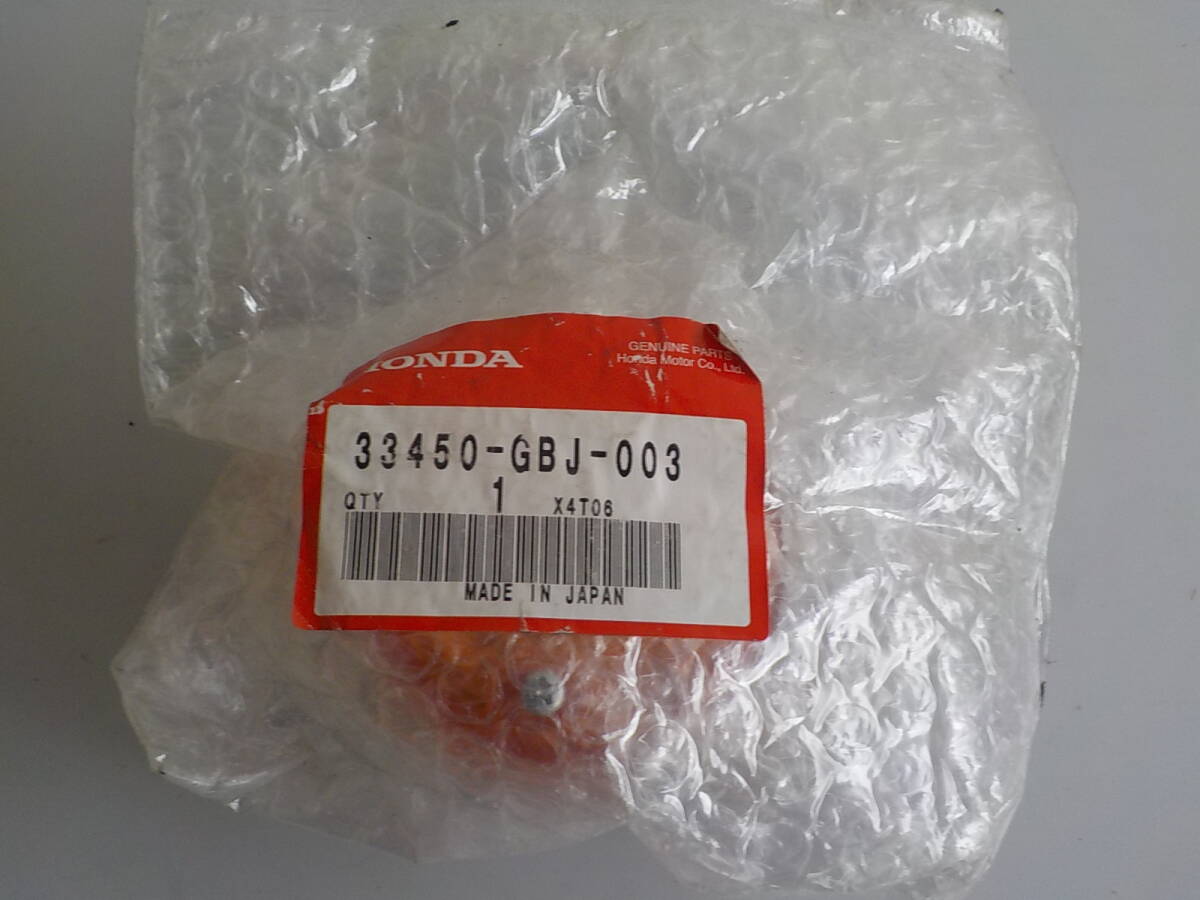 HONDA
GENUINE PARTS
Honda Motor Co., Ltd.
33450-GBJ-003
QTY 1 X4T06
MADE IN JAPAN